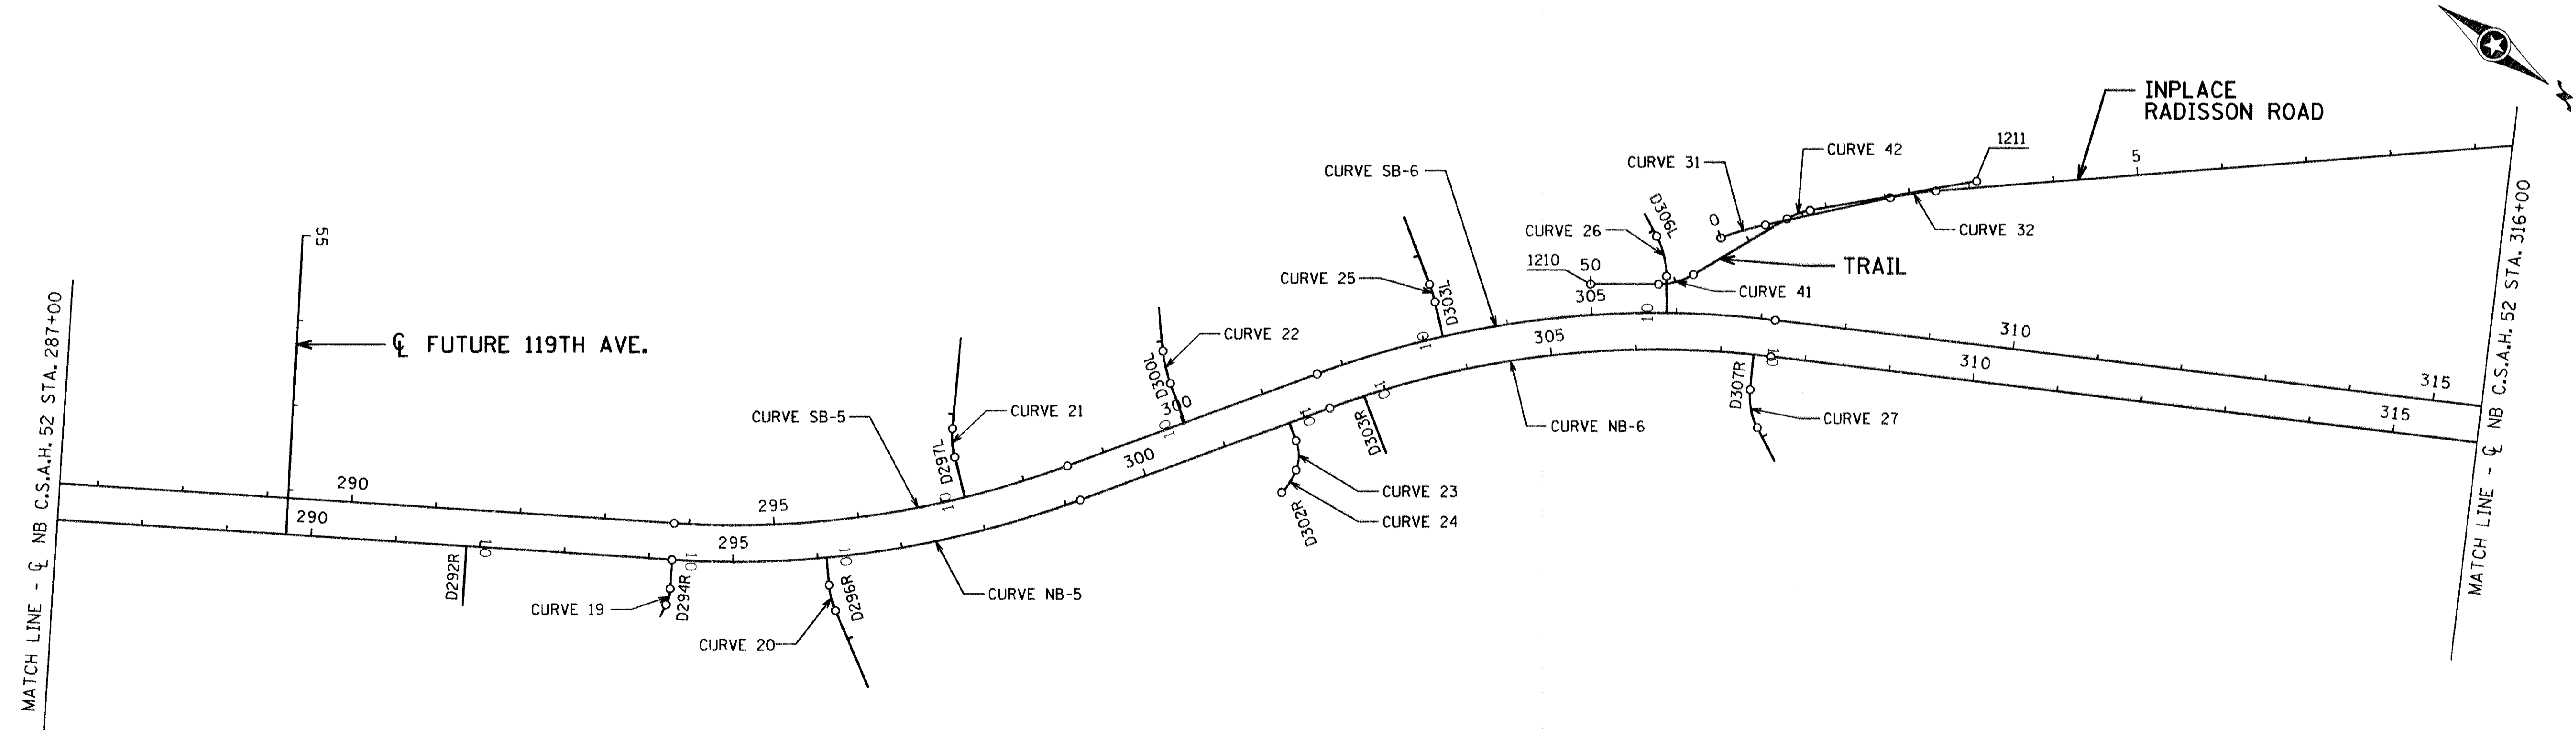 INPLACE
RADISSON ROAD
1211
CURVE 42
CURVE 31
5
CURVE SB-6
D306L
0
CURVE 26
CURVE 32
55
1210
50
TRAIL
CURVE 25
CURVE 41
305
D303L
10
10
CURVE 22
305
310
310
℄ FUTURE 119TH AVE.
D300L
300
10
315
315
D307R
10
CURVE 27
CURVE SB-5
CURVE 21
10
D303R
10
CURVE NB-6
D297L
10
300
290
290
295
295
CURVE 23
CURVE 24
D302R
D292R
10
D294R
10
CURVE 19
D296R
10
CURVE 20
CURVE NB-5
MATCH LINE - ℄ NB C.S.A.H. 52 STA. 287+00
MATCH LINE - ℄ NB C.S.A.H. 52 STA. 316+00
N